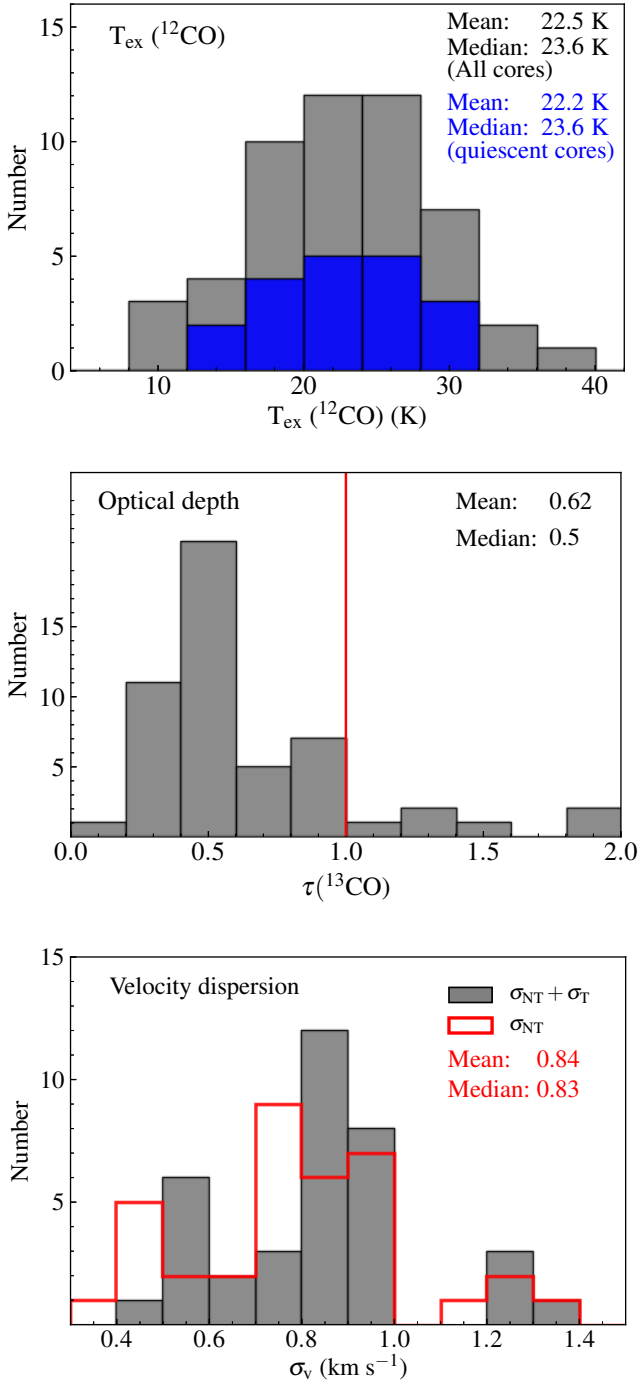 T_ex (¹²CO)
Mean: 22.5 K
Median: 23.6 K
(All cores)
Mean: 22.2 K
Median: 23.6 K
(quiescent cores)
Number
15
10
5
0
10 20 30 40
T_ex (¹²CO) (K)
Optical depth
Mean: 0.62
Median: 0.5
Number
15
10
5
0.0 0.5 1.0 1.5 2.0
τ(¹³CO)
Velocity dispersion
σ_NT + σ_T
σ_NT
Mean: 0.84
Median: 0.83
Number
15
10
5
0.4 0.6 0.8 1.0 1.2 1.4
σ_v (km s⁻¹)